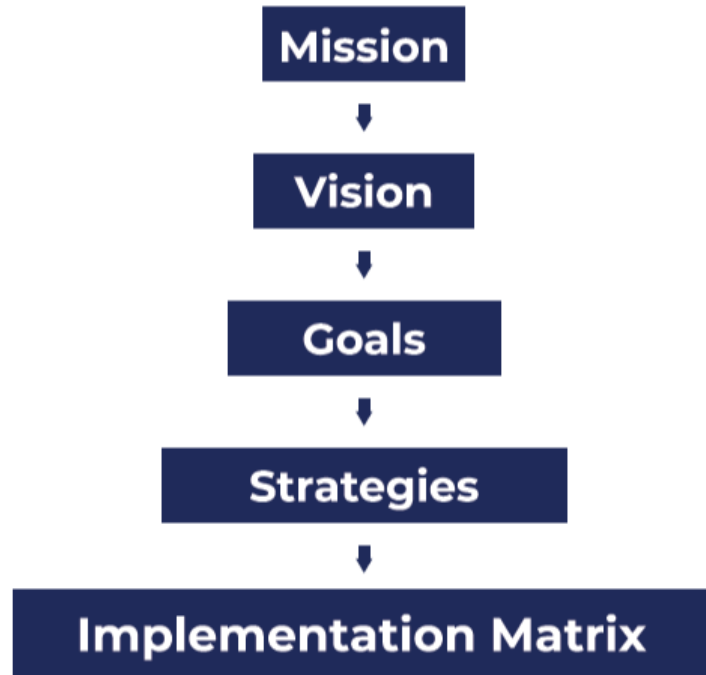 Mission
Vision
Goals
Strategies
Implementation Matrix